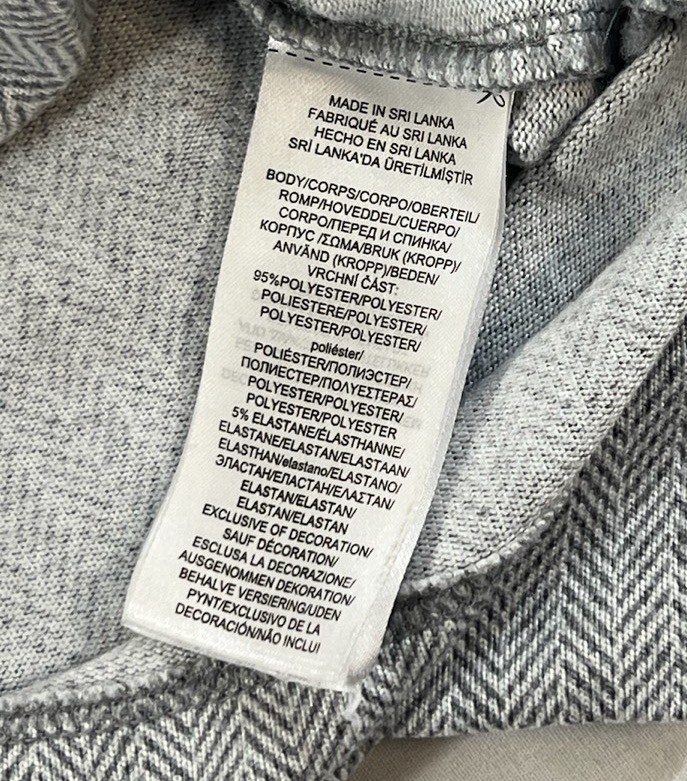 MADE IN SRI LANKA
FABRIQUÉ AU SRI LANKA
HECHO EN SRI LANKA
SRİ LANKA'DA ÜRETİLMİŞTİR
BODY/CORPS/CORPO/OBERTEIL/
ROMP/HOVEDDEL/CUERPO/
CORPO/ПЕРЕД И СПИНКА/
КОРПУС /ΣΩΜΑ/BRUK (KROPP)/
ANVÄND (KROPP)/BEDEN/
VRCHNÍ ČÁST:
95%POLYESTER/POLYESTER/
POLIESTERE/POLYESTER/
POLYESTER/POLYESTER/
poliéster/
POLIÉSTER/ПОЛИЭСТЕР/
ПОЛИЕСТЕР/ΠΟΛΥΕΣΤΕΡΑΣ/
POLYESTER/POLYESTER/
POLYESTER/POLYESTER
5% ELASTANE/ÉLASTHANNE/
ELASTANE/ELASTAN/ELASTAAN/
ELASTHAN/elastano/ELASTANO/
ЭЛАСТАН/ЕЛАСТАН/ΕΛΑΣΤΑΝ/
ELASTAN/ELASTAN/
ELASTAN/ELASTAN
EXCLUSIVE OF DECORATION/
SAUF DÉCORATION/
ESCLUSA LA DECORAZIONE/
AUSGENOMMEN DEKORATION/
BEHALVE VERSIERING/UDEN
PYNT/EXCLUSIVO DE LA
DECORACIÓN/NÃO INCLUI